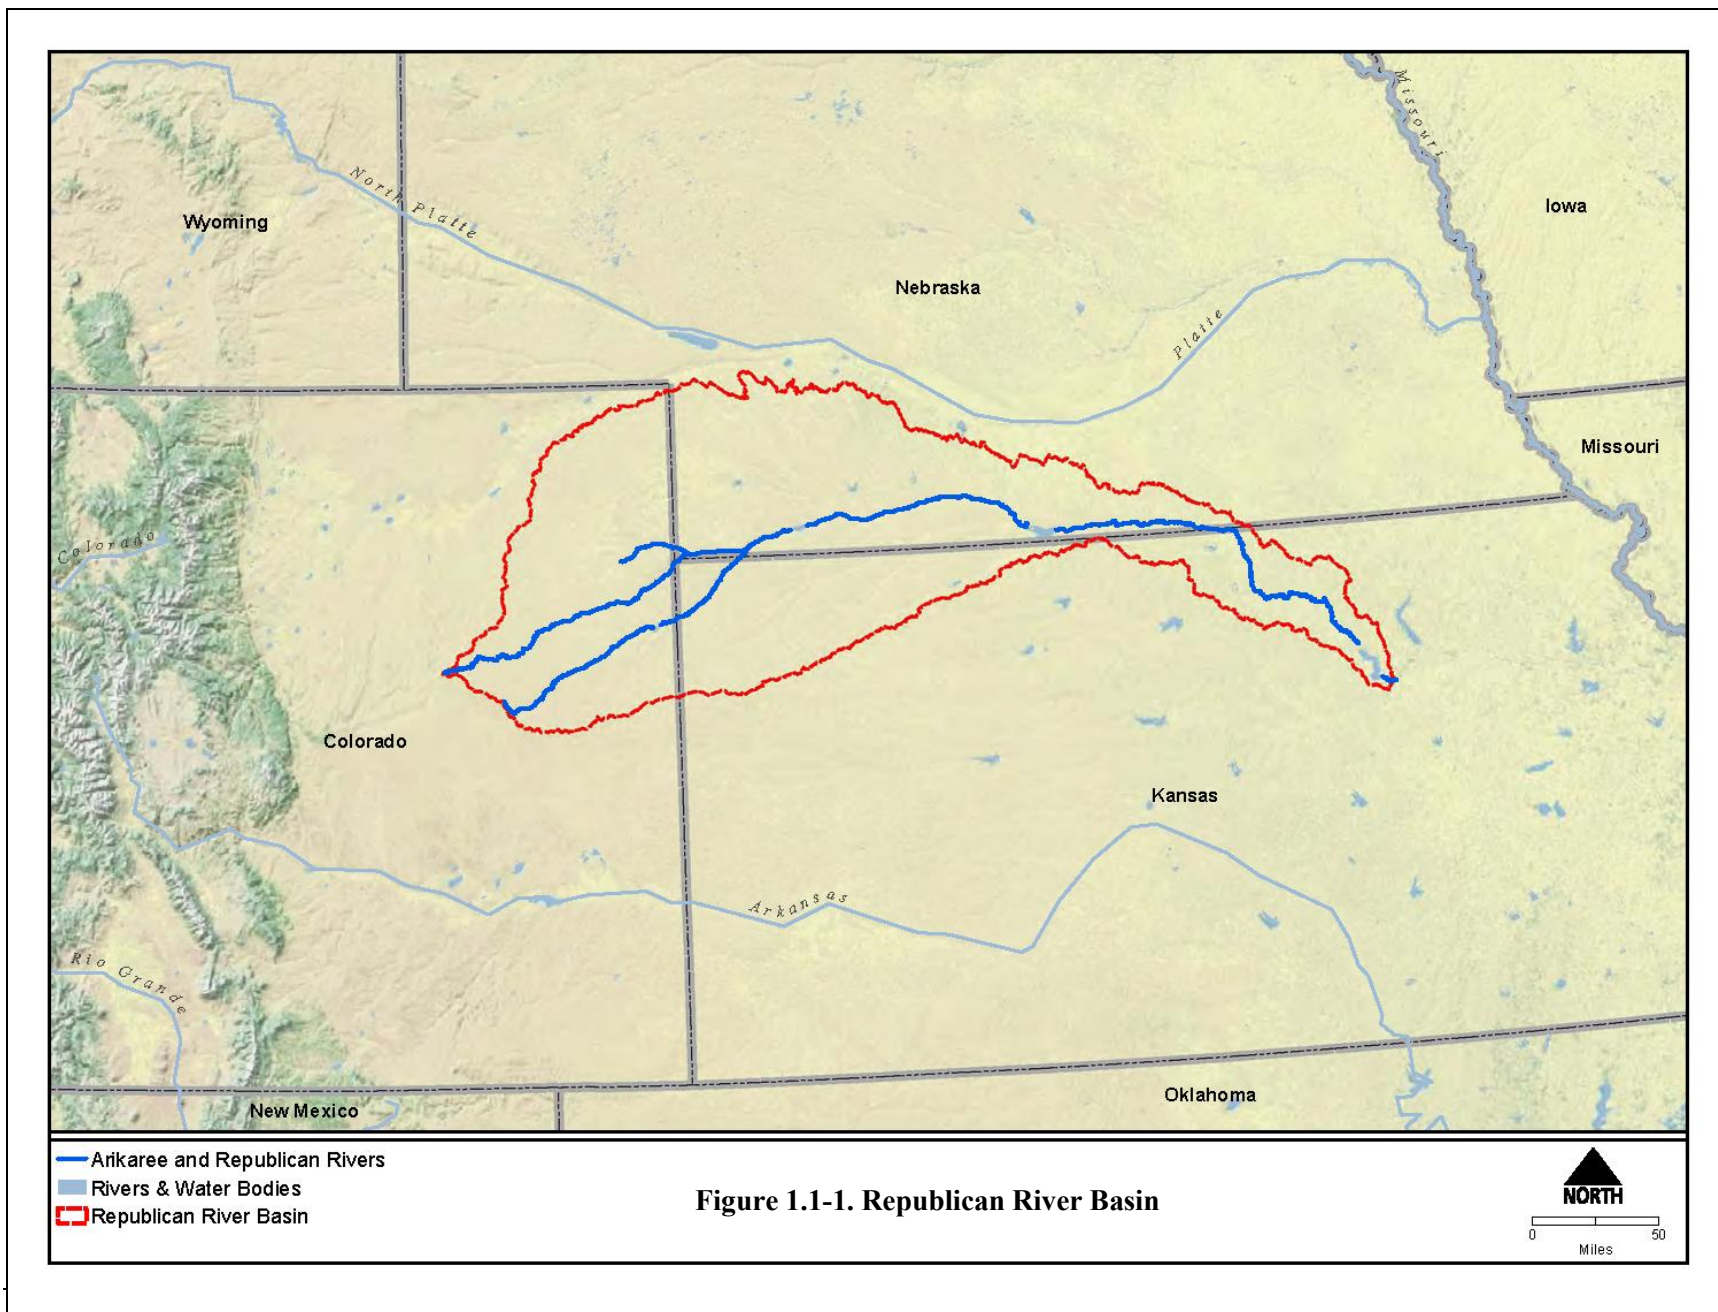 Missouri
North Platte
Wyoming
Iowa
Nebraska
Platte
Missouri
Colorado
Colorado
Kansas
Arkansas
Rio Grande
Oklahoma
New Mexico
Arikaree and Republican Rivers
Rivers & Water Bodies
Republican River Basin
Figure 1.1-1. Republican River Basin
NORTH
0 50
Miles